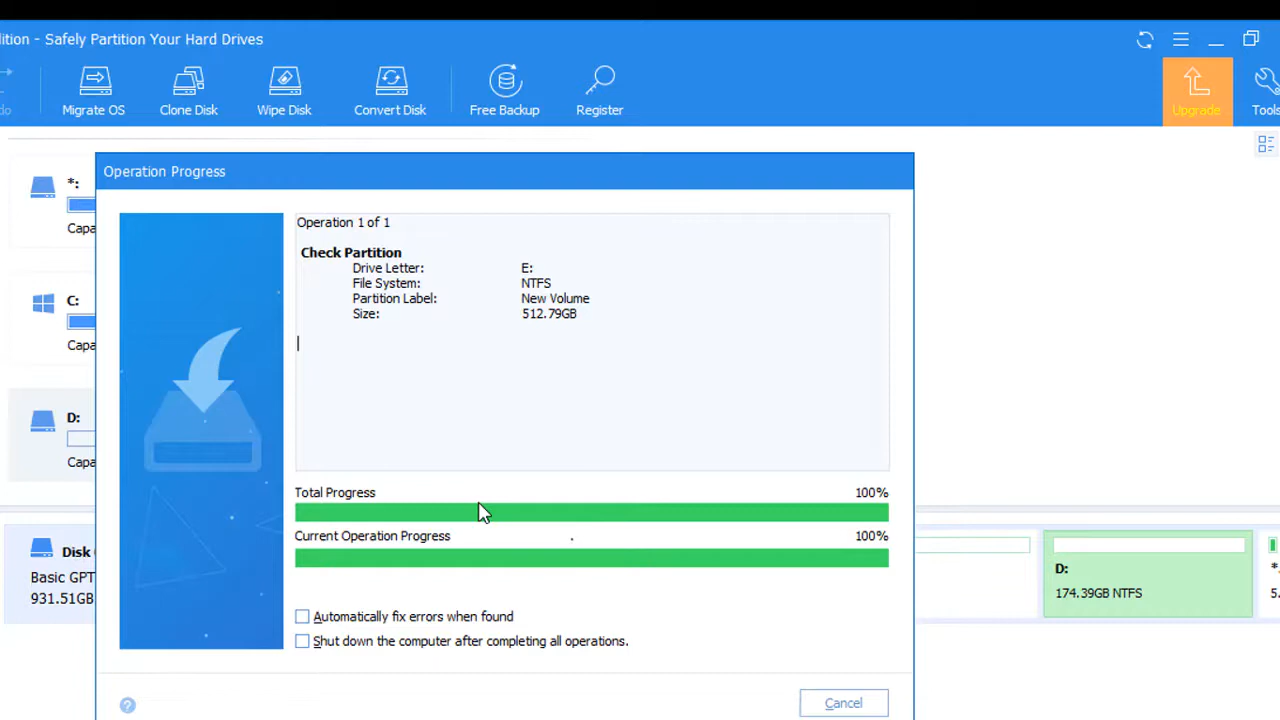 ition - Safely Partition Your Hard Drives
do
Migrate OS
Clone Disk
Wipe Disk
Convert Disk
Free Backup
Register
Upgrade
Tools
Operation Progress
*:
Capa
C:
Capa
D:
Capa
Operation 1 of 1
Check Partition
Drive Letter: E:
File System: NTFS
Partition Label: New Volume
Size: 512.79GB
Total Progress 100%
Current Operation Progress . 100%
Automatically fix errors when found
Shut down the computer after completing all operations.
Cancel
?
Disk
Basic GPT
931.51GB
D:
174.39GB NTFS
*.
5.